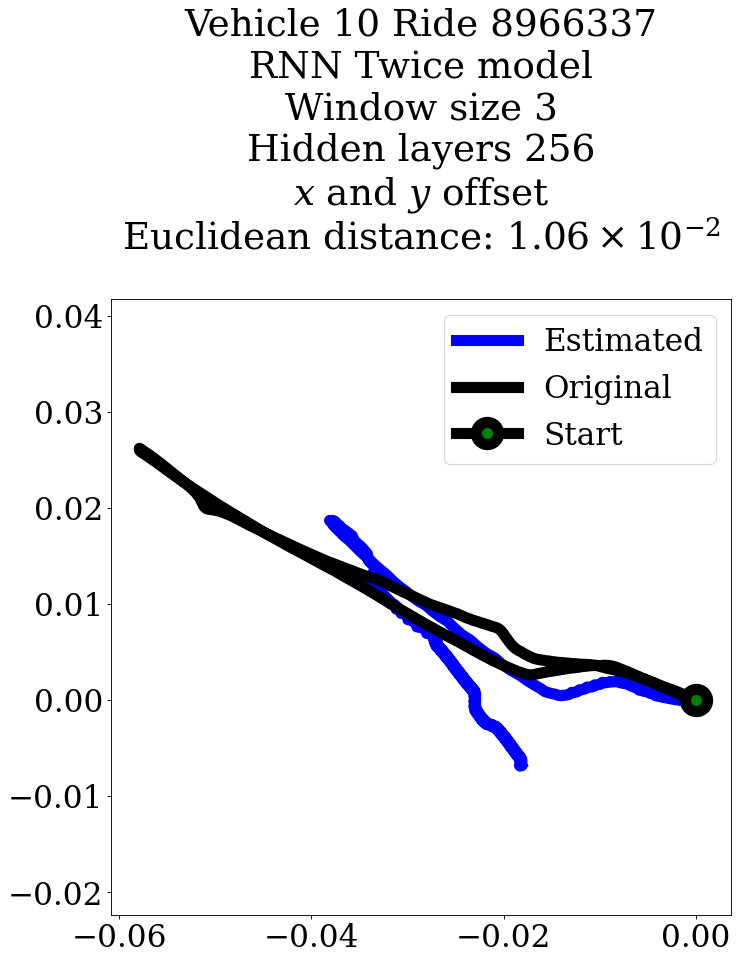 Vehicle 10 Ride 8966337
RNN Twice model
Window size 3
Hidden layers 256
x and y offset
Euclidean distance: 1.06 × 10⁻²
Estimated
Original
Start
0.04
0.03
0.02
0.01
0.00
−0.01
−0.02
−0.06 −0.04 −0.02 0.00